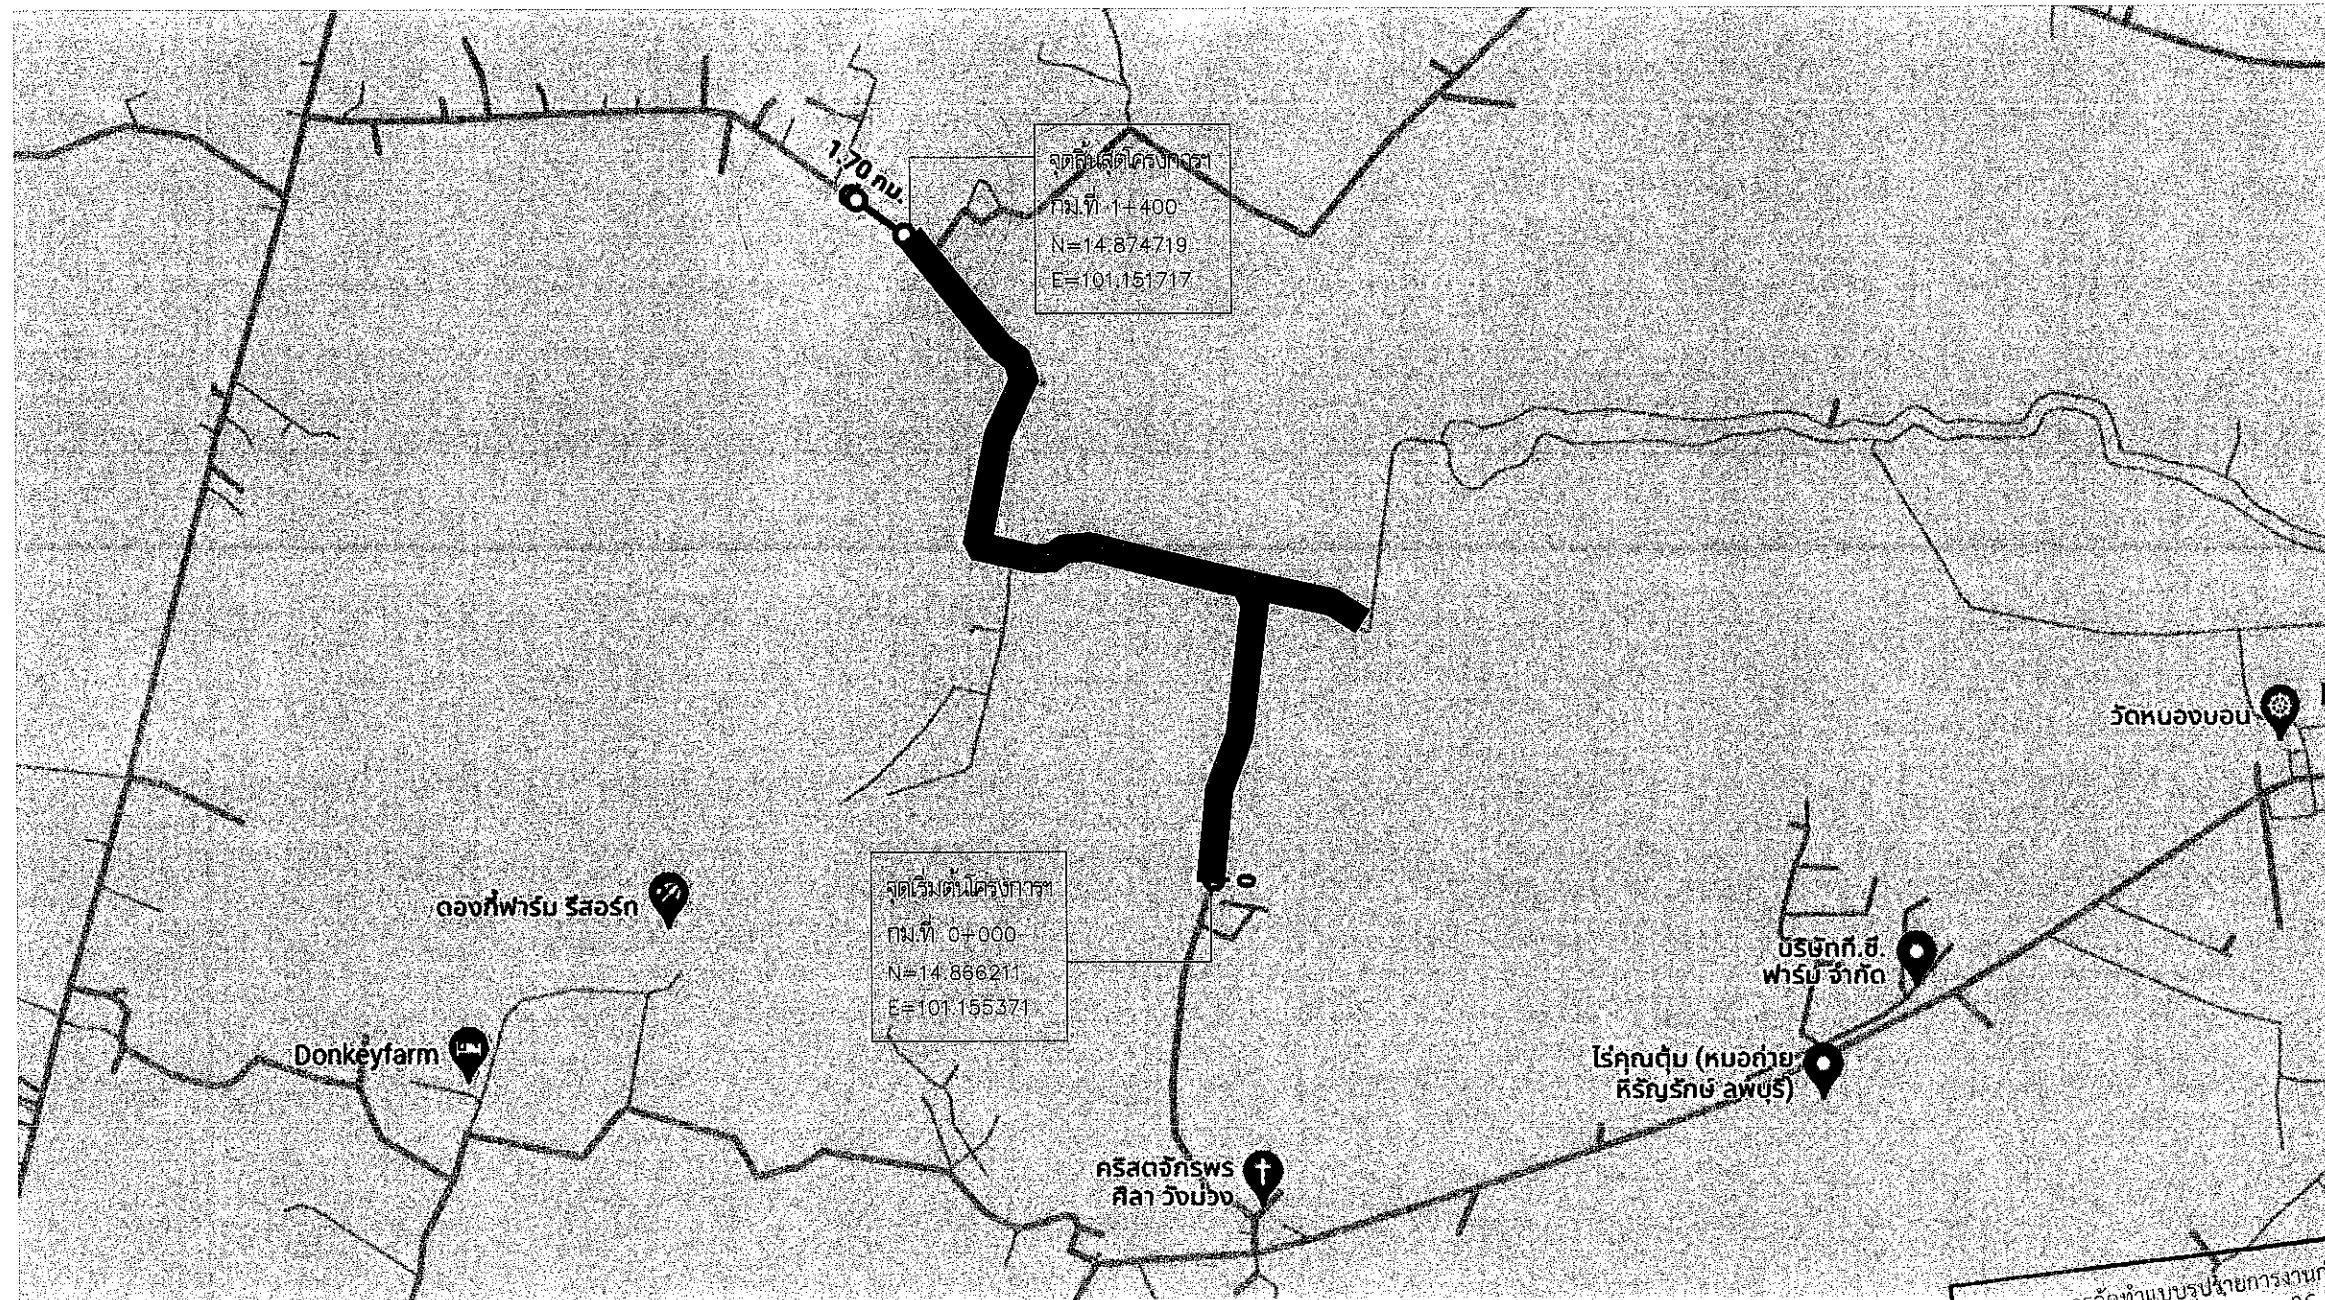 1.70 กม.
จุดสิ้นสุดโครงการฯ
กม.ที่ 1+400
N=14.874719
E=101.151717
วัดหนองบอน
0
จุดเริ่มต้นโครงการฯ
กม.ที่ 0+000
N=14.866211
E=101.155371
ดองกี้ฟาร์ม รีสอร์ท
บริษัทที.ซี.
ฟาร์ม จำกัด
Donkeyfarm
ไร่คุณตุ้ม (หมอถ่าย
หิรัญรักษ์ ลพบุรี)
คริสตจักรพร
ศิลา วังม่วง